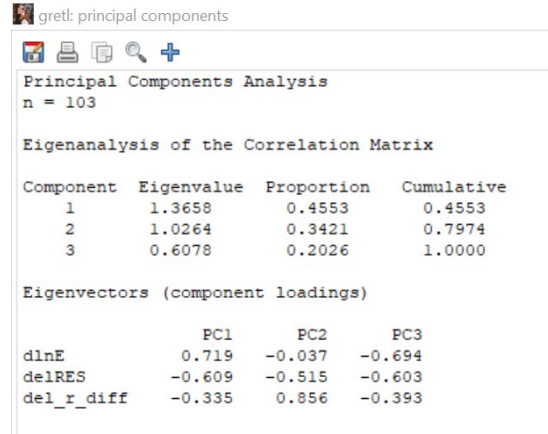 gretl: principal components
Principal Components Analysis
n = 103
Eigenanalysis of the Correlation Matrix
Component Eigenvalue Proportion Cumulative
1 1.3658 0.4553 0.4553
2 1.0264 0.3421 0.7974
3 0.6078 0.2026 1.0000
Eigenvectors (component loadings)
PC1 PC2 PC3
dlnE 0.719 -0.037 -0.694
delRES -0.609 -0.515 -0.603
del_r_diff -0.335 0.856 -0.393